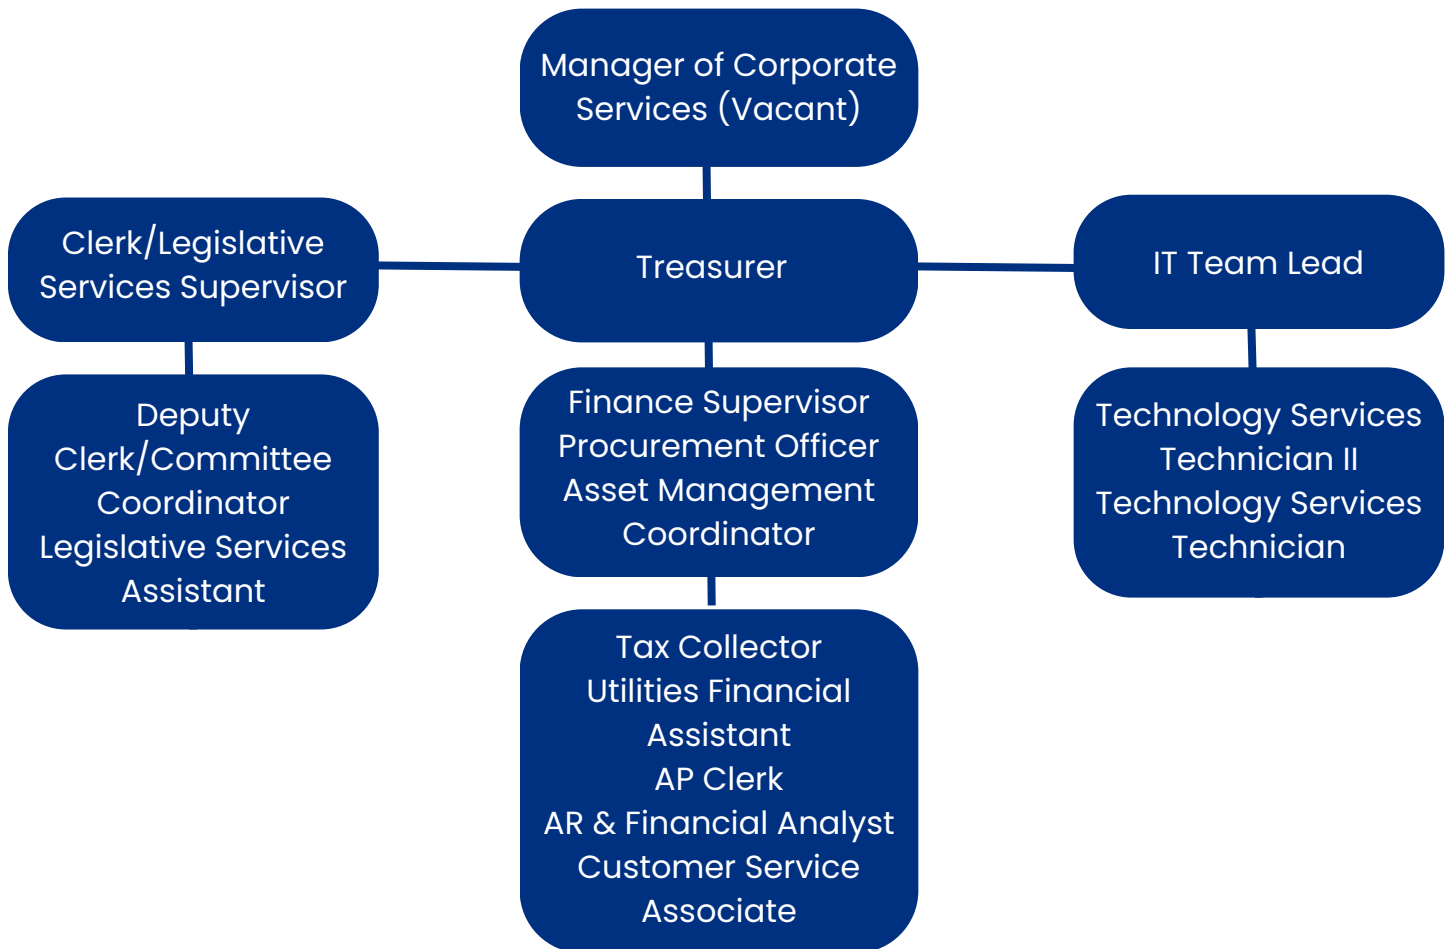 Manager of Corporate
Services (Vacant)
Clerk/Legislative
Services Supervisor
Treasurer
IT Team Lead
Deputy
Clerk/Committee
Coordinator
Legislative Services
Assistant
Finance Supervisor
Procurement Officer
Asset Management
Coordinator
Technology Services
Technician II
Technology Services
Technician
Tax Collector
Utilities Financial
Assistant
AP Clerk
AR & Financial Analyst
Customer Service
Associate